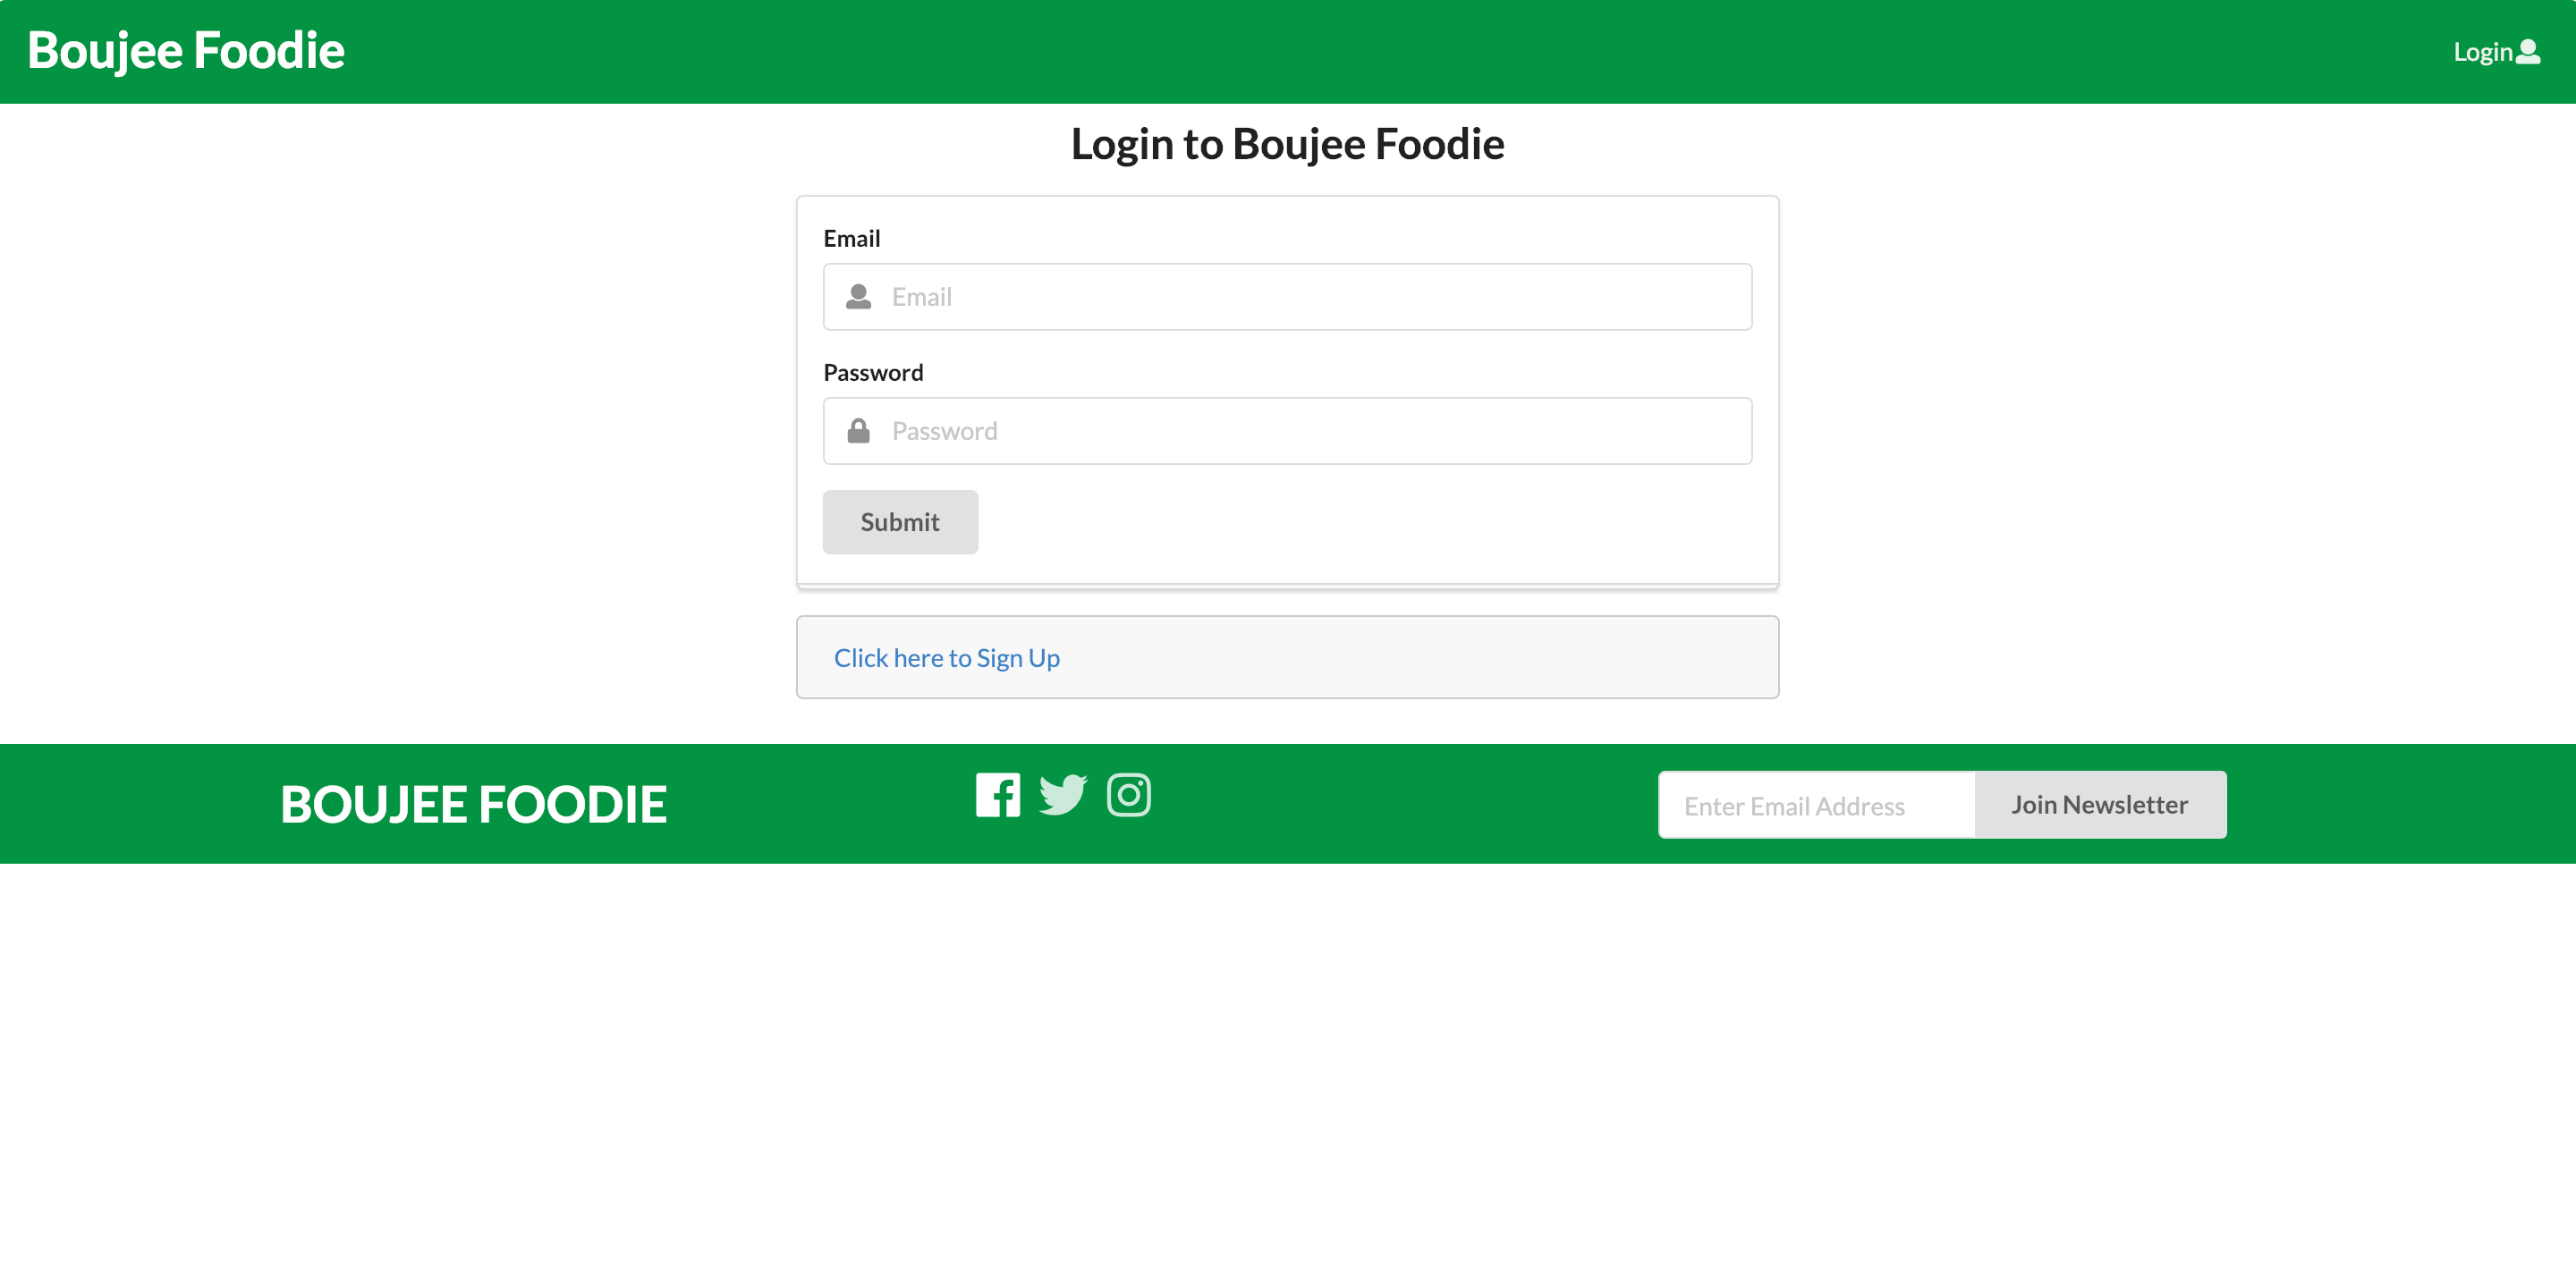 Boujee Foodie
Login
Login to Boujee Foodie
Email
Email
Password
Password
Submit
Click here to Sign Up
BOUJEE FOODIE
Enter Email Address
Join Newsletter